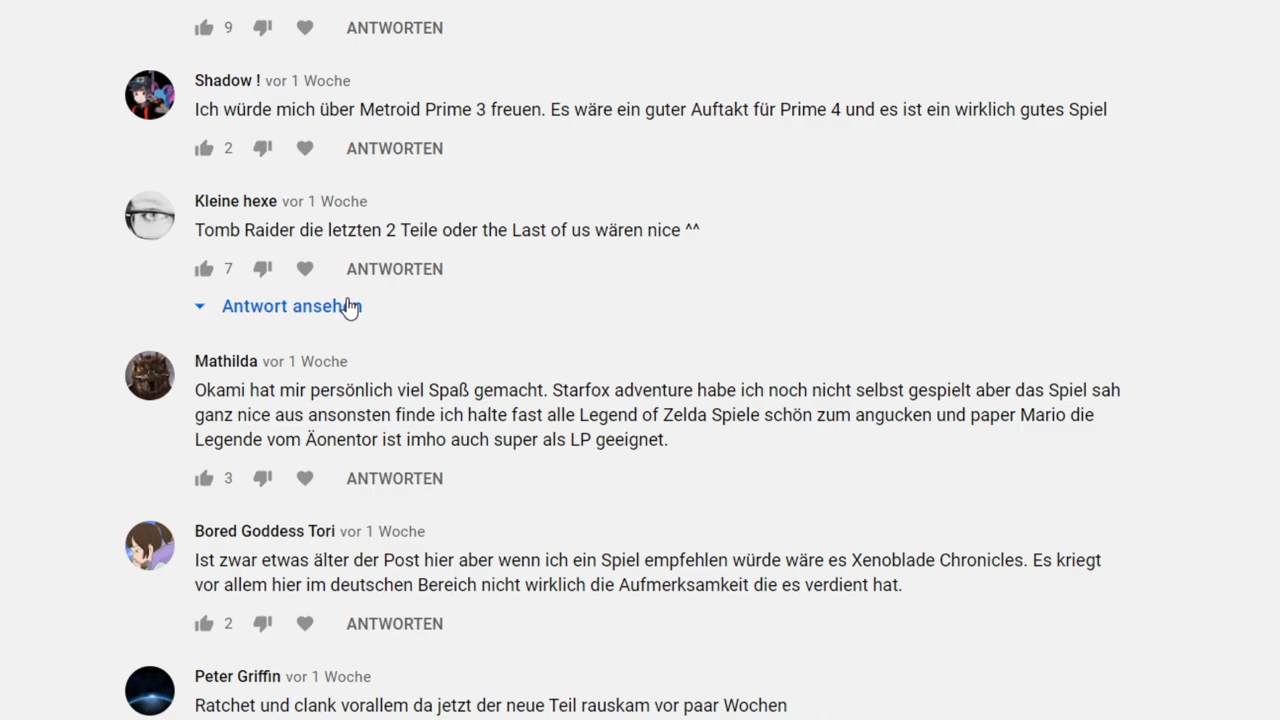 9 ANTWORTEN
Shadow ! vor 1 Woche
Ich würde mich über Metroid Prime 3 freuen. Es wäre ein guter Auftakt für Prime 4 und es ist ein wirklich gutes Spiel
2 ANTWORTEN
Kleine hexe vor 1 Woche
Tomb Raider die letzten 2 Teile oder the Last of us wären nice ^^
7 ANTWORTEN
Antwort ansehen
Mathilda vor 1 Woche
Okami hat mir persönlich viel Spaß gemacht. Starfox adventure habe ich noch nicht selbst gespielt aber das Spiel sah
ganz nice aus ansonsten finde ich halte fast alle Legend of Zelda Spiele schön zum angucken und paper Mario die
Legende vom Äonentor ist imho auch super als LP geeignet.
3 ANTWORTEN
Bored Goddess Tori vor 1 Woche
Ist zwar etwas älter der Post hier aber wenn ich ein Spiel empfehlen würde wäre es Xenoblade Chronicles. Es kriegt
vor allem hier im deutschen Bereich nicht wirklich die Aufmerksamkeit die es verdient hat.
2 ANTWORTEN
Peter Griffin vor 1 Woche
Ratchet und clank vorallem da jetzt der neue Teil rauskam vor paar Wochen